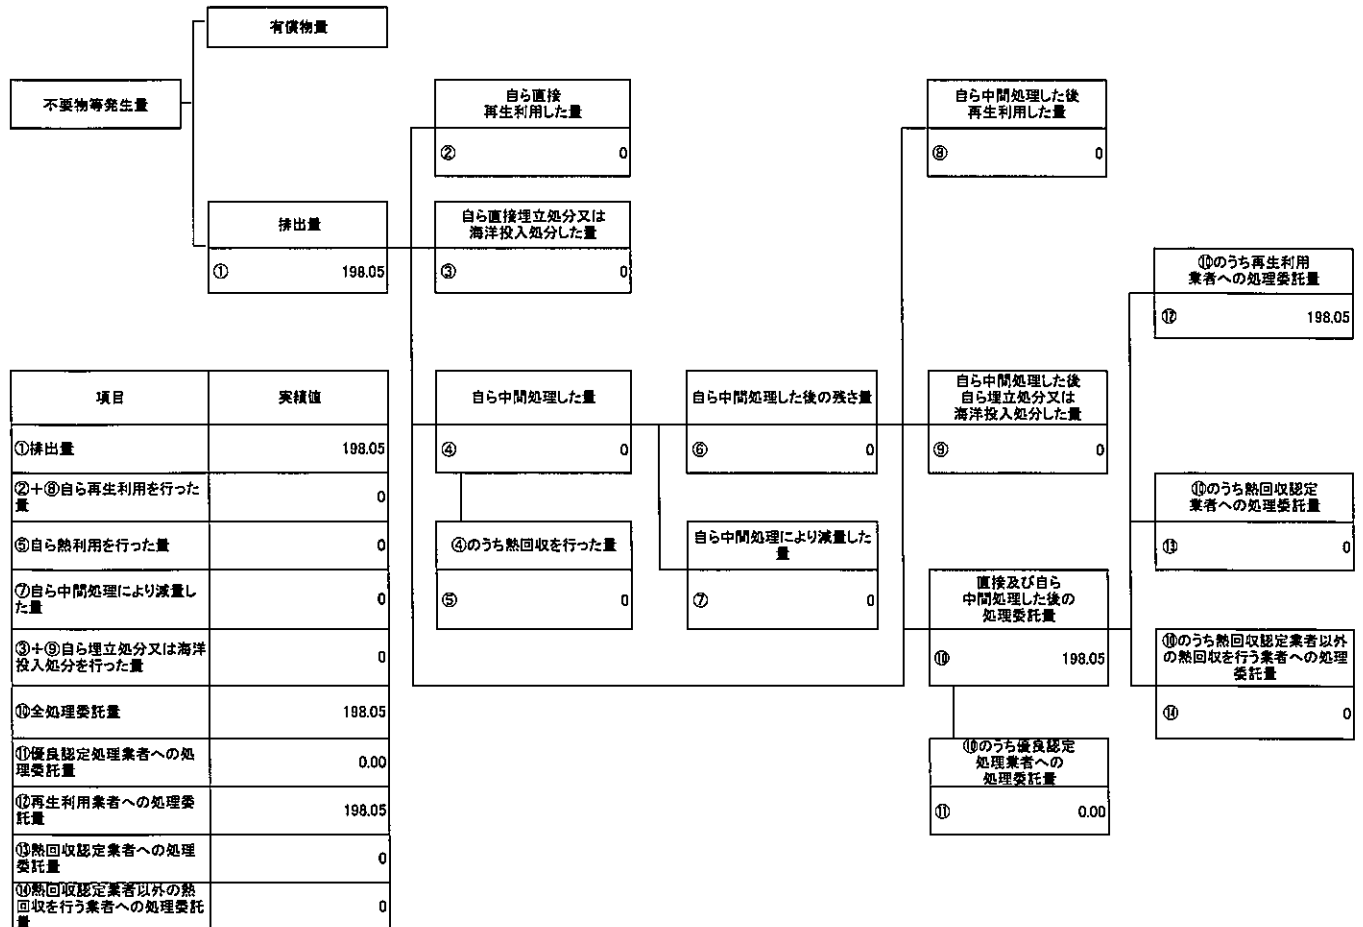 有償物量
不要物等発生量
自ら直接
再生利用した量
② 0
自ら中間処理した後
再生利用した量
⑧ 0
排出量
① 198.05
自ら直接埋立処分又は
海洋投入処分した量
③ 0
⑩のうち再生利用
業者への処理委託量
⑫ 198.05
項目 実績値
①排出量 198.05
②+⑧自ら再生利用を行った
量 0
⑤自ら熱利用を行った量 0
⑦自ら中間処理により減量し
た量 0
③+⑨自ら埋立処分又は海洋
投入処分を行った量 0
⑩全処理委託量 198.05
⑪優良認定処理業者への処
理委託量 0.00
⑫再生利用業者への処理委
託量 198.05
⑬熱回収認定業者への処理
委託量 0
⑭熱回収認定業者以外の熱
回収を行う業者への処理委託
量 0
自ら中間処理した量
④ 0
自ら中間処理した後の残さ量
⑥ 0
自ら中間処理した後
自ら埋立処分又は
海洋投入処分した量
⑨ 0
④のうち熱回収を行った量
⑤ 0
自ら中間処理により減量した
量
⑦ 0
⑩のうち熱回収認定
業者への処理委託量
⑬ 0
直接及び自ら
中間処理した後の
処理委託量
⑩ 198.05
⑩のうち熱回収認定業者以外
の熱回収を行う業者への処理
委託量
⑭ 0
⑩のうち優良認定
処理業者への
処理委託量
⑪ 0.00